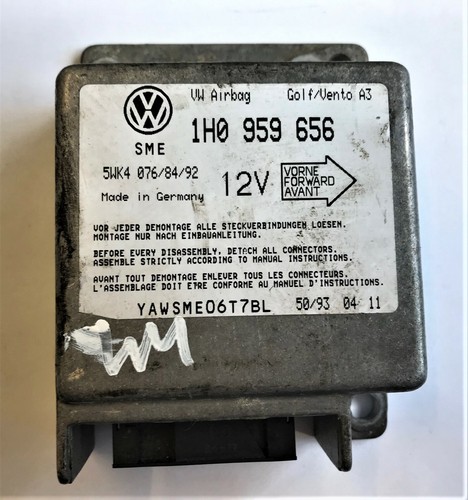 VW Airbag Golf/Vento A3
SME 1H0 959 656
5WK4 076/84/92
Made in Germany
12V
VORNE
FORWARD
AVANT
VOR JEDER DEMONTAGE ALLE STECKVERBINDUNGEN LOESEN.
MONTAGE NUR NACH EINBAUANLEITUNG.
BEFORE EVERY DISASSEMBLY, DETACH ALL CONNECTORS.
ASSEMBLE STRICTLY ACCORDING TO MANUAL INSTRUCTIONS.
AVANT TOUT DEMONTAGE ENLEVER TOUS LES CONNECTEURS.
L'ASSEMBLAGE DOIT ETRE CONFORME AU MANUEL D'INSTRUCTIONS.
YAWSME06T7BL 50/93 04 11